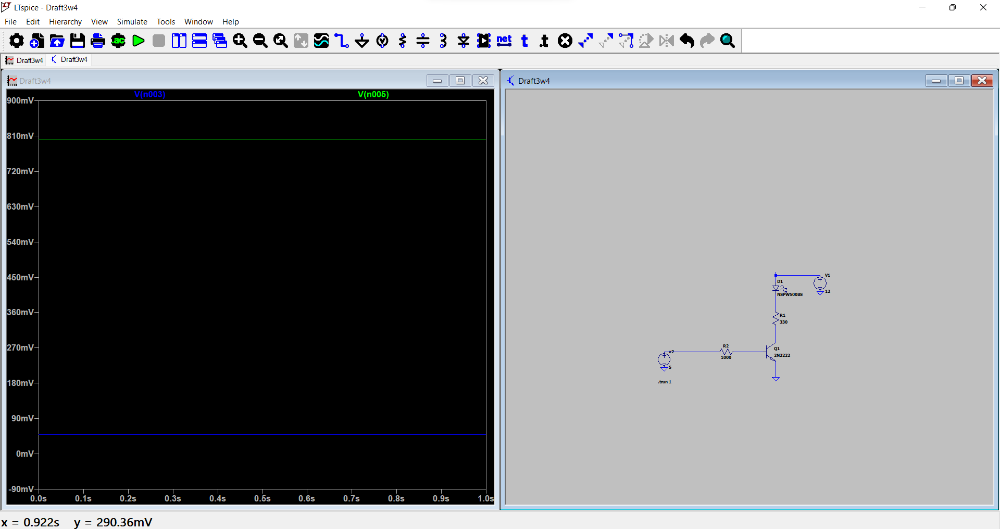 LTspice - Draft3w4
File Edit Hierarchy View Simulate Tools Window Help
.ac net t .t
Draft3w4 Draft3w4
Draft3w4
V(n003) V(n005)
900mV
810mV
720mV
630mV
540mV
450mV
360mV
270mV
180mV
90mV
0mV
-90mV
0.0s 0.1s 0.2s 0.3s 0.4s 0.5s 0.6s 0.7s 0.8s 0.9s 1.0s
Draft3w4
V1
12
D1
NSPW500BS
R1
330
R2
1000
Q1
2N2222
v2
5
.tran 1
x = 0.922s y = 290.36mV